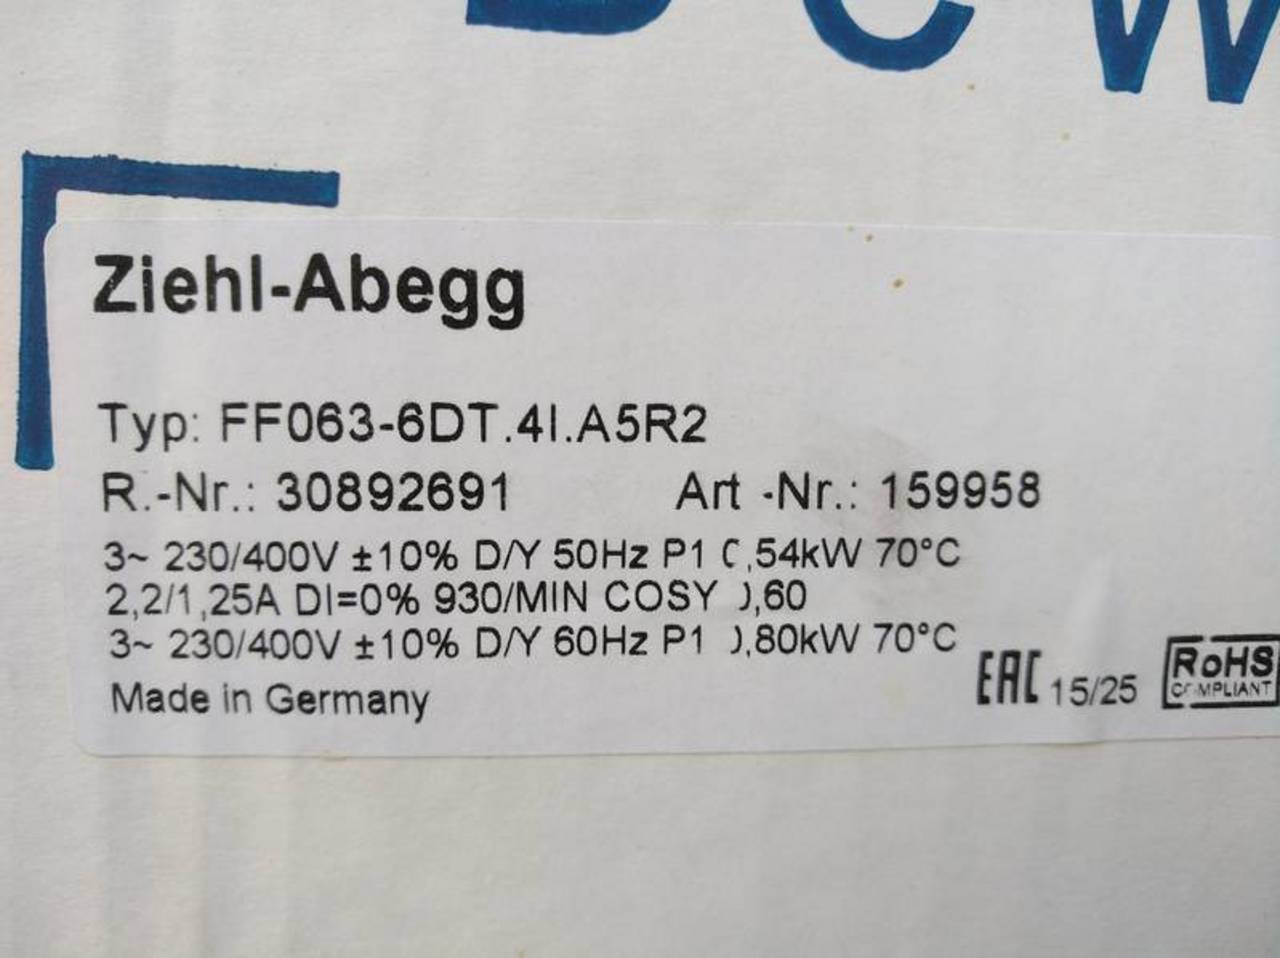 Ziehl-Abegg
Typ: FF063-6DT.4I.A5R2
R.-Nr.: 30892691 Art -Nr.: 159958
3~ 230/400V ±10% D/Y 50Hz P1 0,54kW 70°C
2,2/1,25A DI=0% 930/MIN COSY 0,60
3~ 230/400V ±10% D/Y 60Hz P1 0,80kW 70°C
EAC 15/25 RoHS
COMPLIANT
Made in Germany